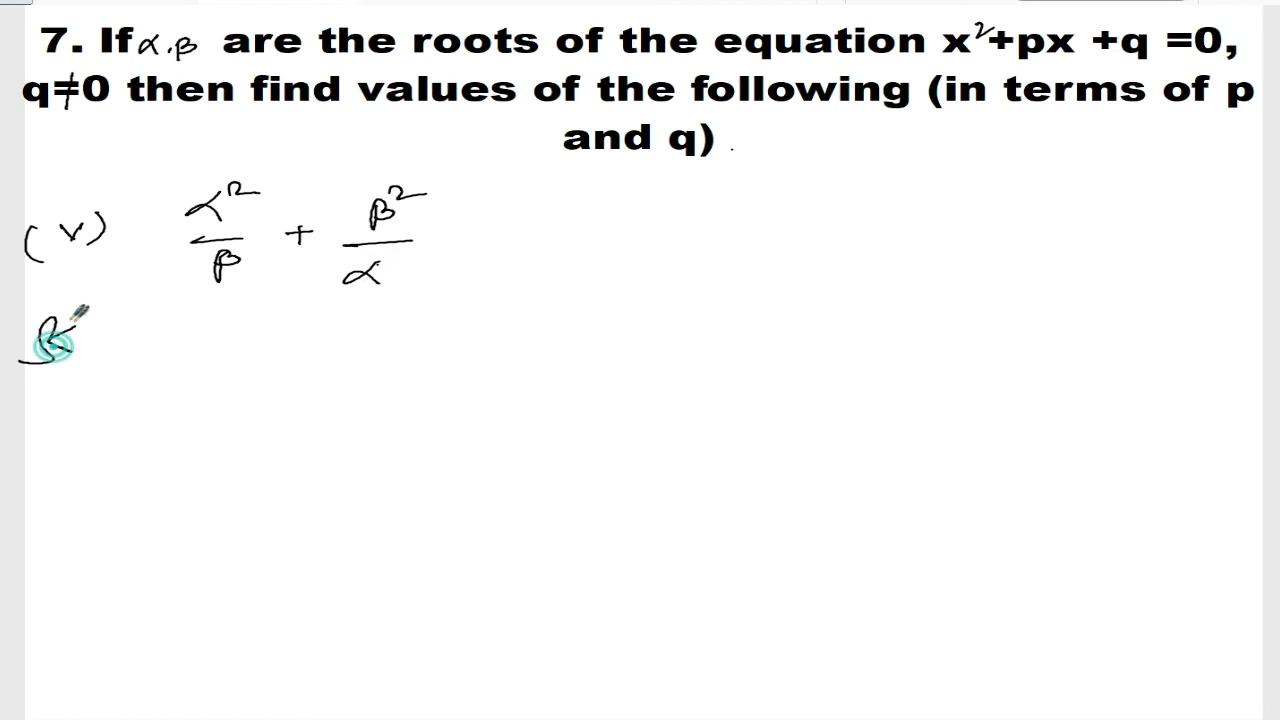 7. If α.β are the roots of the equation x²+px +q =0,
q≠0 then find values of the following (in terms of p
and q) .
(v) α²/β + β²/α